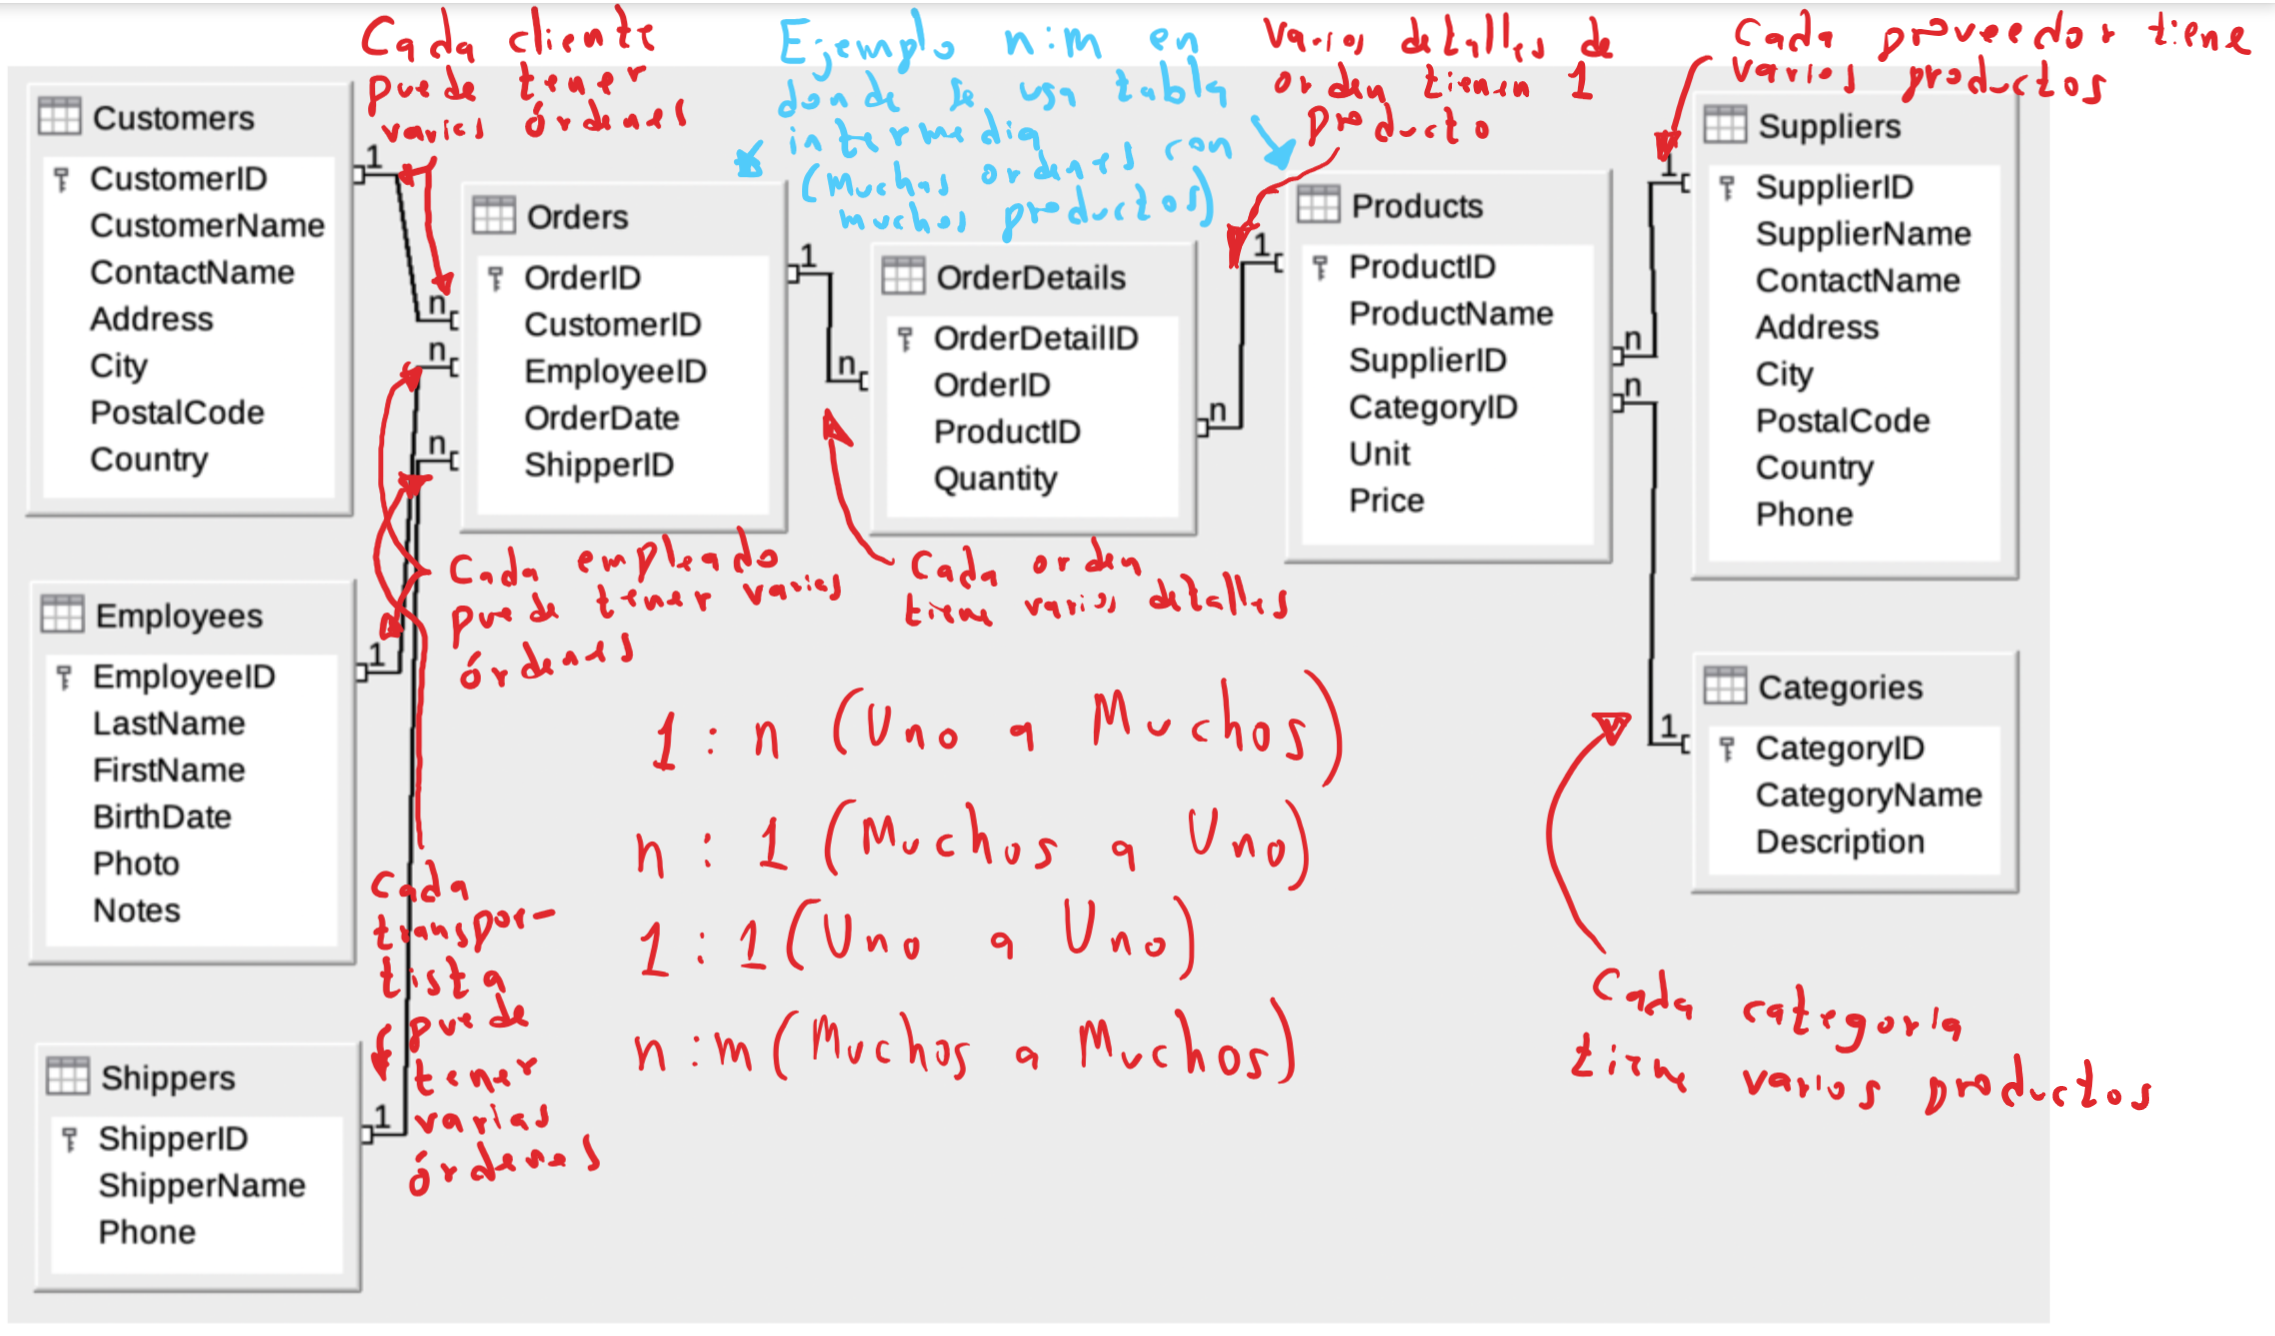 Cada cliente
puede tener
varias órdenes
Ejemplo n:m en
donde se usa tabla
intermedia
(Muchas ordenes con
muchos productos)
Varios detalles de
orden tienen 1
producto
Cada proveedor tiene
varios productos
Customers
CustomerID
CustomerName
ContactName
Address
City
PostalCode
Country
1
n
n
n
Orders
OrderID
CustomerID
EmployeeID
OrderDate
ShipperID
1
n
OrderDetails
OrderDetailID
OrderID
ProductID
Quantity
1
n
Products
ProductID
ProductName
SupplierID
CategoryID
Unit
Price
1
n
n
Suppliers
SupplierID
SupplierName
ContactName
Address
City
PostalCode
Country
Phone
Cada empleado
puede tener varias
órdenes
Cada orden
tiene varios detalles
Employees
EmployeeID
LastName
FirstName
BirthDate
Photo
Notes
1
1 : n (Uno a Muchos)
n : 1 (Muchos a Uno)
1 : 1 (Uno a Uno)
n : m (Muchos a Muchos)
1
Categories
CategoryID
CategoryName
Description
Cada
transpor-
tista
puede
tener
varias
órdenes
Cada categoria
tiene varios productos
Shippers
ShipperID
ShipperName
Phone
1